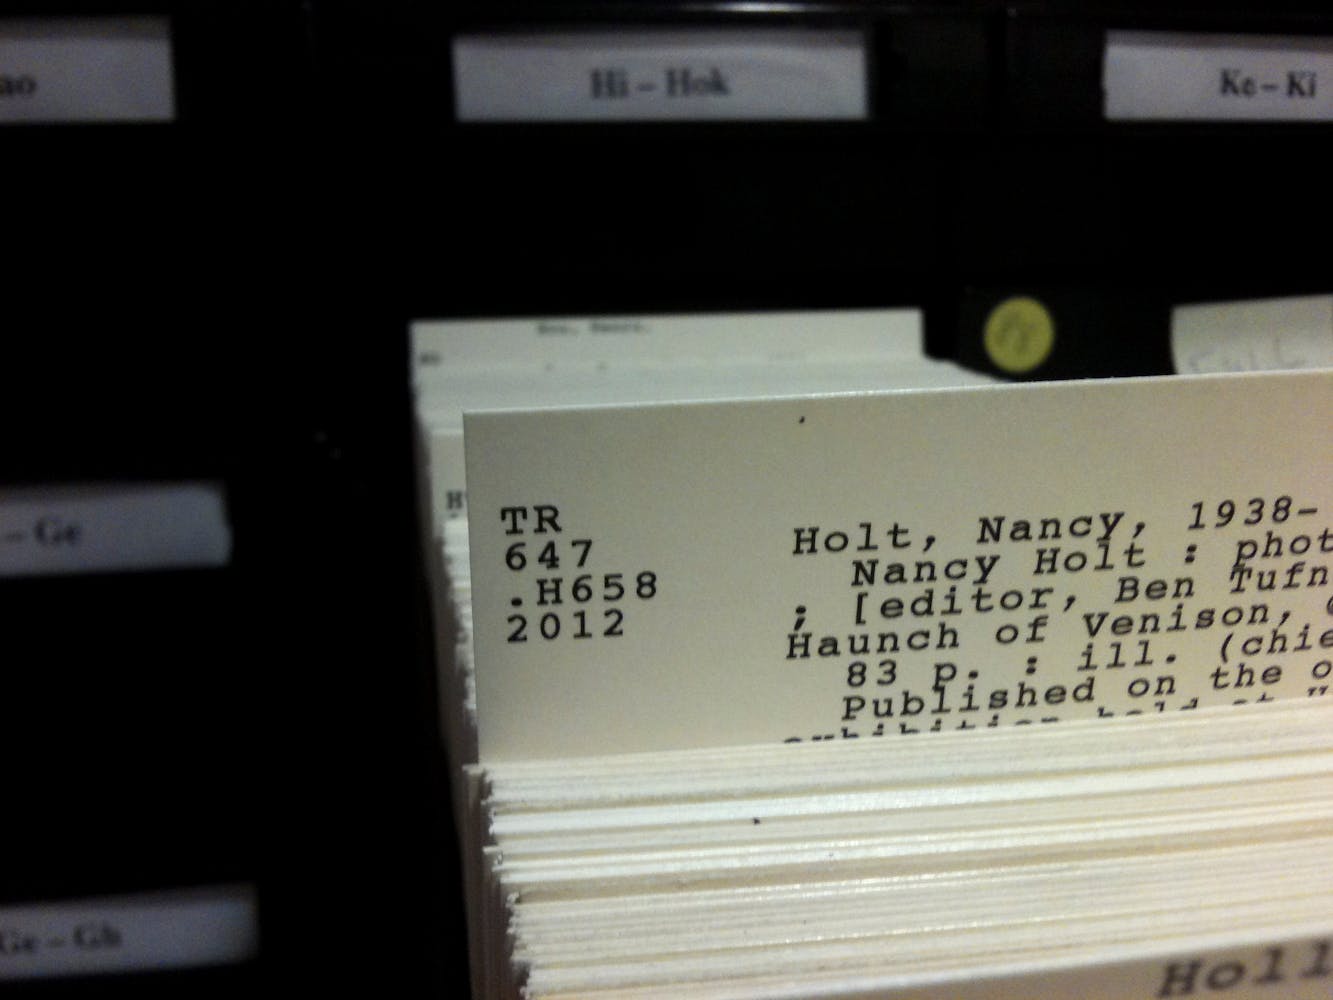 ao
Hi – Hok
Ke – Ki
– Ge
Ge – Gh
TR
647
.H658
2012
Holt, Nancy, 1938-
Nancy Holt : phot
; [editor, Ben Tufn
Haunch of Venison,
83 p. : ill. (chie
Published on the o
Holl